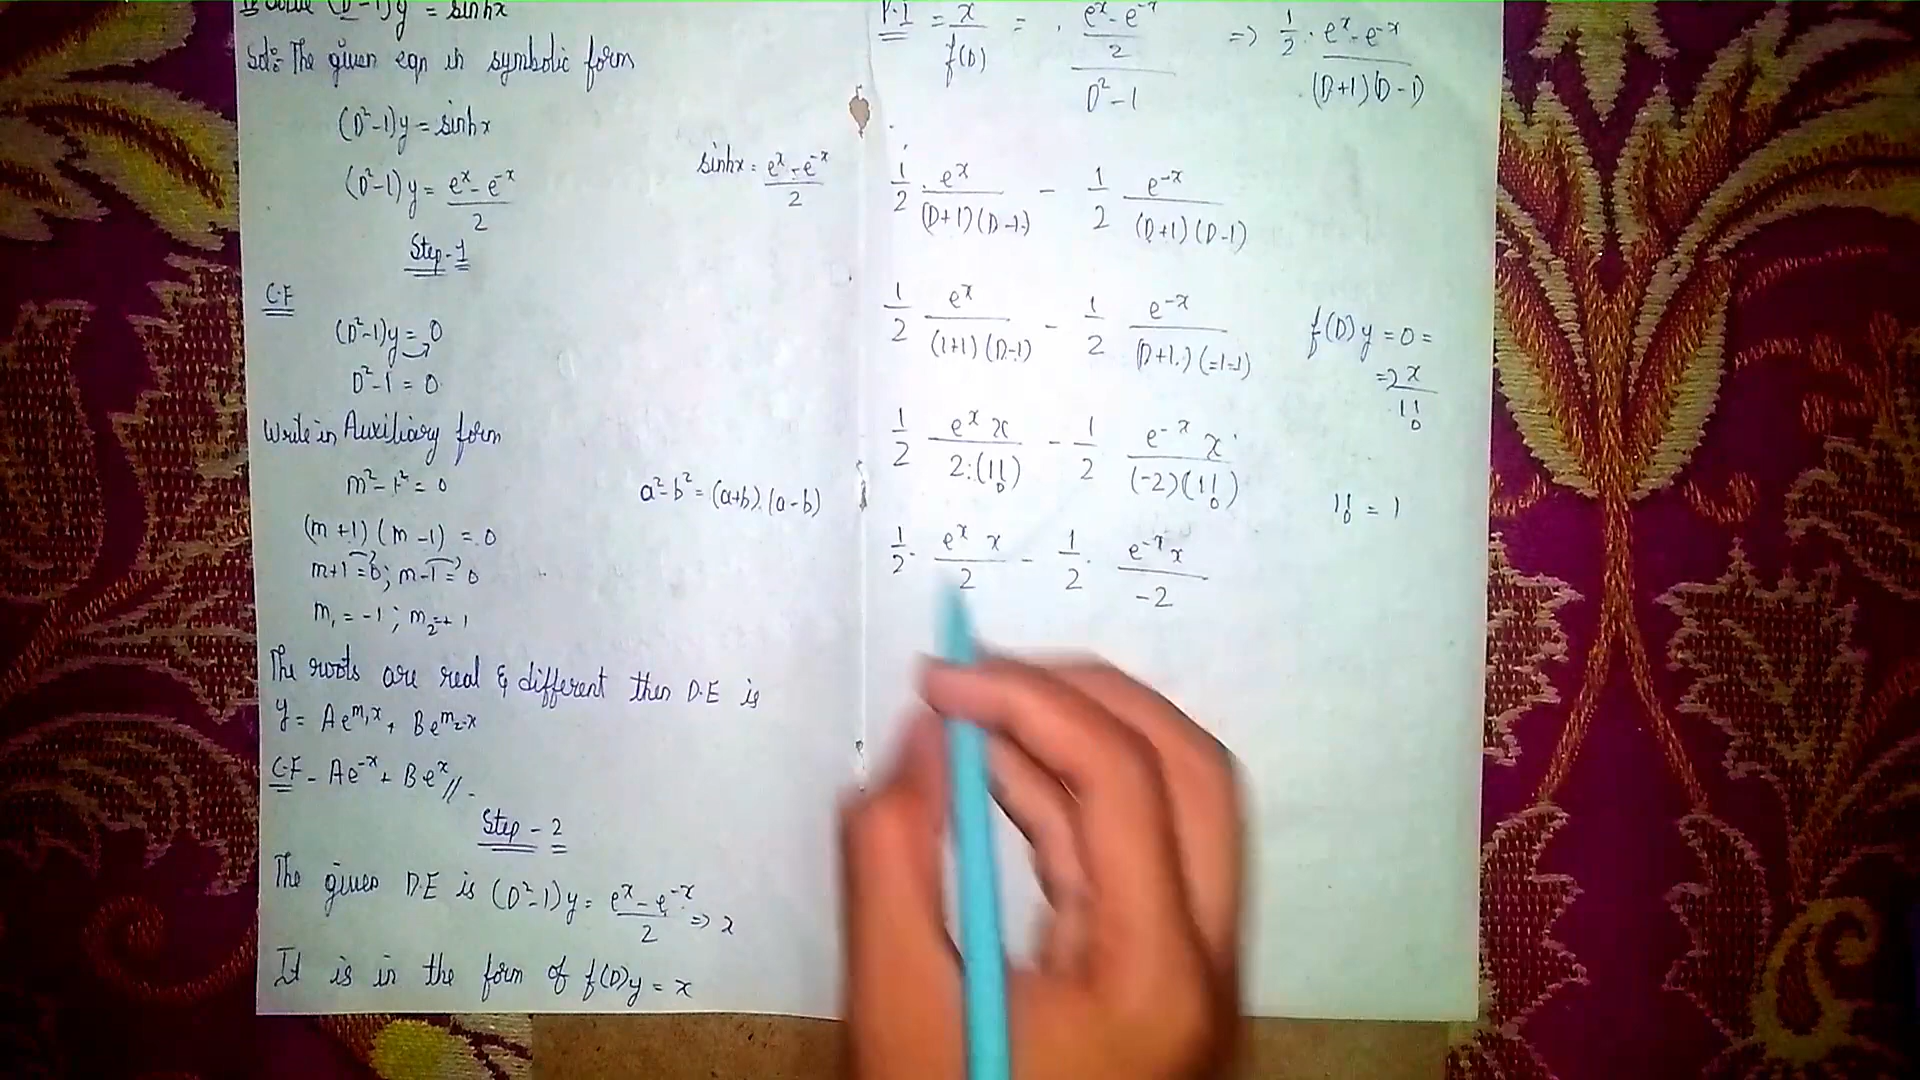 Solve (D²-1)y = sinhx
Sol:- The given eqn in symbolic form
(D²-1)y = sinhx
(D²-1)y = (eˣ - e⁻ˣ)/2
sinhx = (eˣ - e⁻ˣ)/2
Step-1
C.F
(D²-1)y = 0
D²-1 = 0
Write in Auxiliary form
m²-1² = 0
a²-b² = (a+b).(a-b)
(m+1)(m-1) = 0
m+1=0; m-1=0
m₁ = -1; m₂=+1
The roots are real & different then D.E is
y = Ae^m₁x + Be^m₂x
C.F - Ae⁻ˣ + Beˣ//
Step-2
The given D.E is (D²-1)y = (eˣ - e⁻ˣ)/2 => x
It is in the form of f(D)y = x
P.I = x/f(D) = ((eˣ - e⁻ˣ)/2)/(D²-1) => 1/2 . (eˣ - e⁻ˣ)/((D+1)(D-1))
1/2 eˣ/((D+1)(D-1)) - 1/2 e⁻ˣ/((D+1)(D-1))
1/2 eˣ/((1+1)(D-1)) - 1/2 e⁻ˣ/((D+1)(-1-1))
f(D)y = 0 =
=> x/1!
1/2 eˣ x/(2.(1!)) - 1/2 e⁻ˣ x/((-2)(1!))
1! = 1
1/2 . eˣ x/2 - 1/2 . e⁻ˣ x/-2